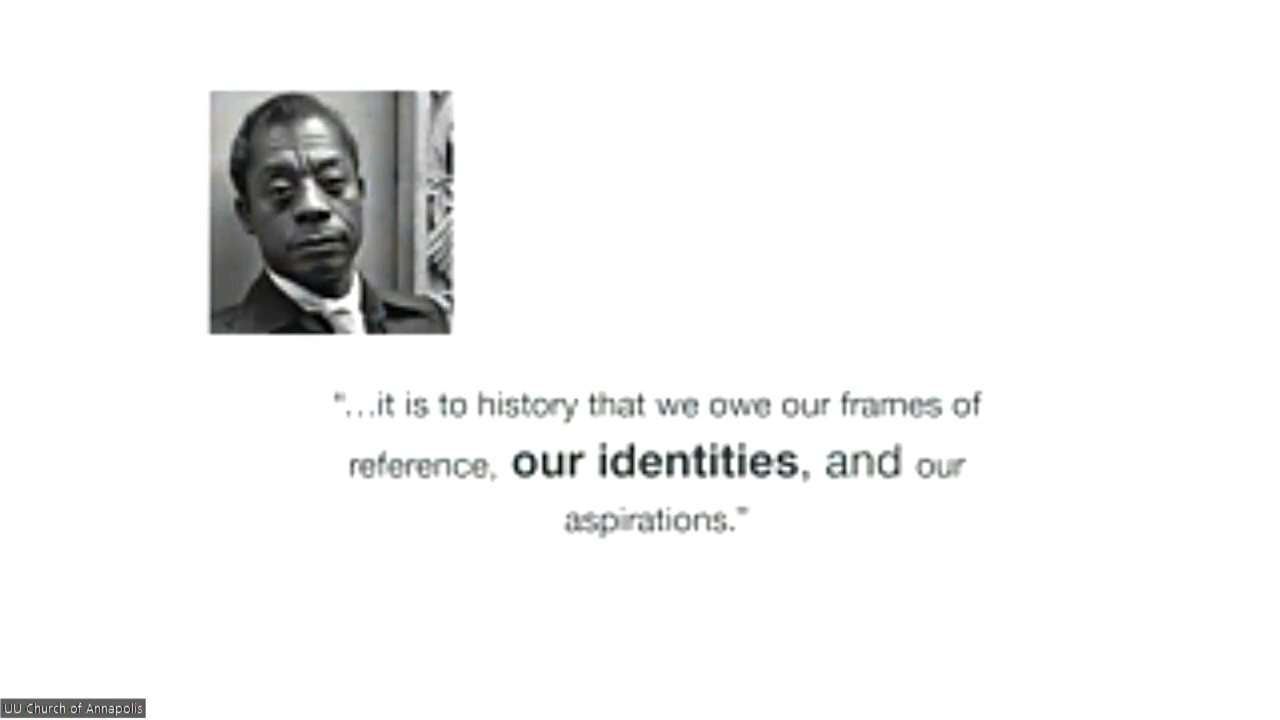 "...it is to history that we owe our frames of
reference, our identities, and our
aspirations."
UU Church of Annapolis